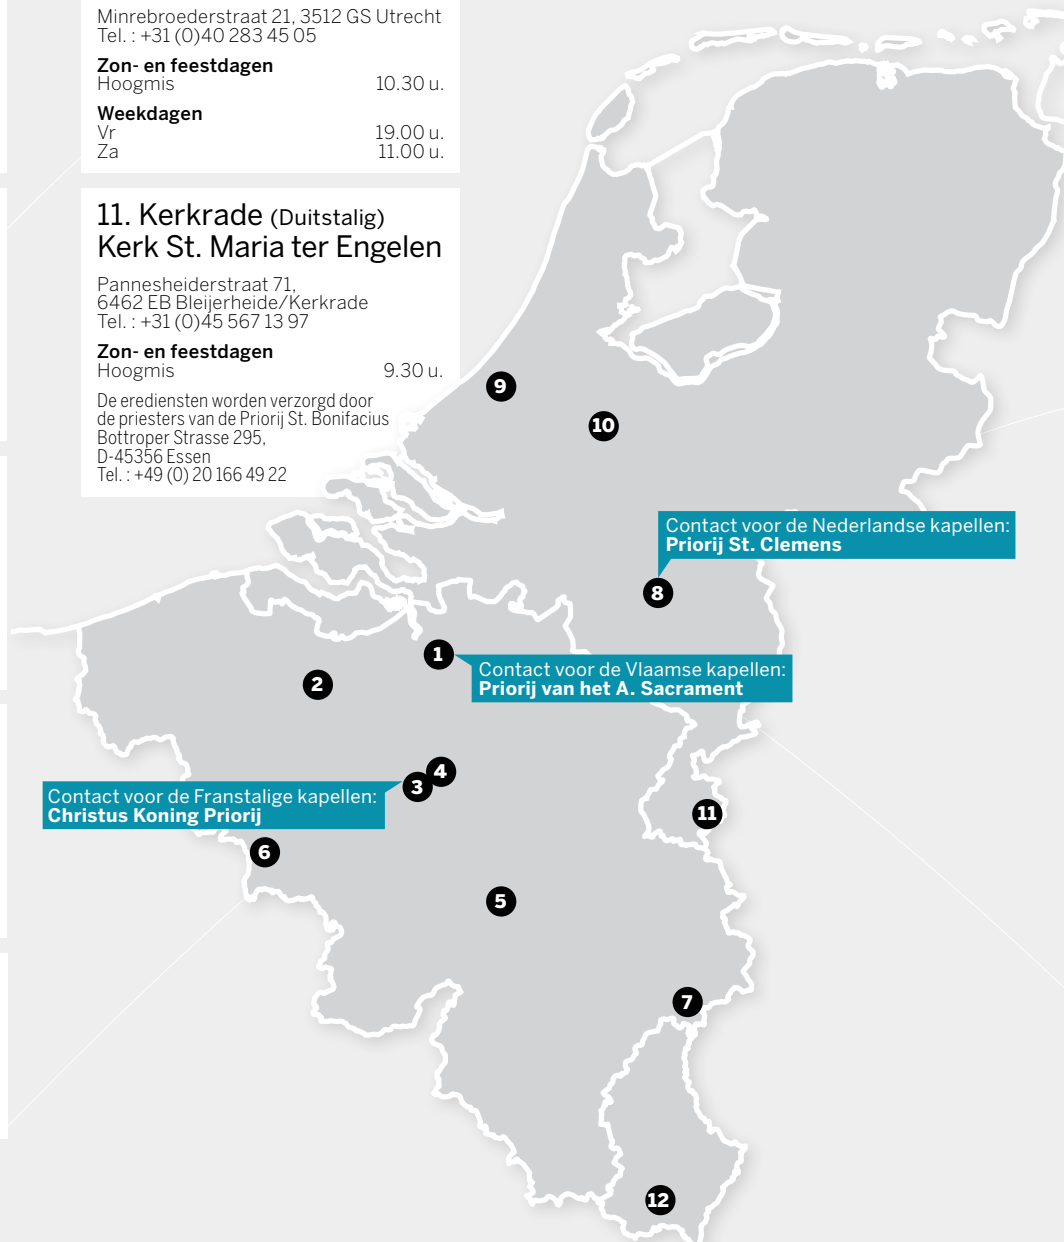 Minrebroederstraat 21, 3512 GS Utrecht
Tel. : +31 (0)40 283 45 05
Zon- en feestdagen
Hoogmis 10.30 u.
Weekdagen
Vr 19.00 u.
Za 11.00 u.
11. Kerkrade (Duitstalig)
Kerk St. Maria ter Engelen
Pannesheiderstraat 71,
6462 EB Bleijerheide/Kerkrade
Tel. : +31 (0)45 567 13 97
Zon- en feestdagen
Hoogmis 9.30 u.
De erediensten worden verzorgd door
de priesters van de Priorij St. Bonifacius
Bottroper Strasse 295,
D-45356 Essen
Tel. : +49 (0) 20 166 49 22
9
10
Contact voor de Nederlandse kapellen:
Priorij St. Clemens
8
1
Contact voor de Vlaamse kapellen:
Priorij van het A. Sacrament
2
4
3
Contact voor de Franstalige kapellen:
Christus Koning Priorij
11
6
5
7
12